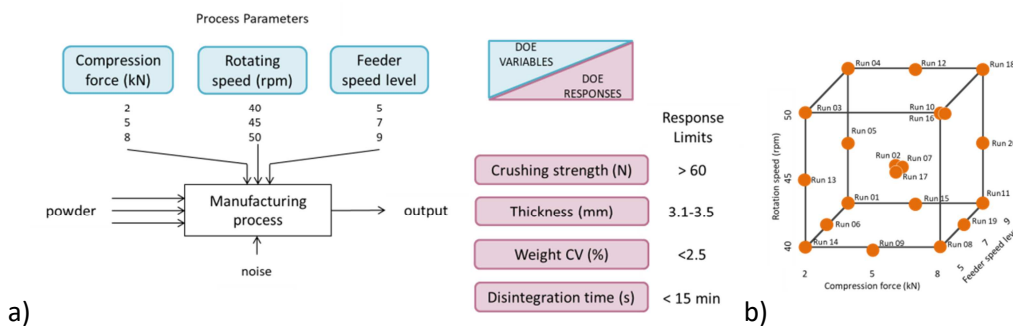 Process Parameters
Compression
force (kN)
Rotating
speed (rpm)
Feeder
speed level
2
5
8
40
45
50
5
7
9
powder
Manufacturing
process
output
noise
DOE
VARIABLES
DOE
RESPONSES
Response
Limits
Crushing strength (N)
> 60
Thickness (mm)
3.1-3.5
Weight CV (%)
<2.5
Disintegration time (s)
< 15 min
a)
Run 04
Run 12
Run 18
Run 03
Run 10
Run 16
Run 05
Run 02
Run 07
Run 17
Run 13
Run 01
Run 15
Run11
Run 06
Run 19
Run 14
Run 09
Run 08
50
45
40
Rotation speed (rpm)
2
5
8
Compression force (kN)
5
7
9
Feeder speed
b)